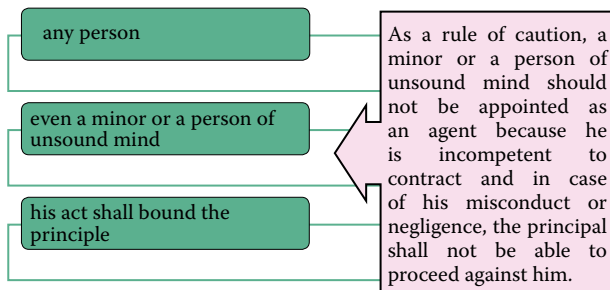 any person
even a minor or a person of
unsound mind
his act shall bound the
principle
As a rule of caution, a
minor or a person of
unsound mind should
not be appointed as
an agent because he
is incompetent to
contract and in case
of his misconduct or
negligence, the principal
shall not be able to
proceed against him.